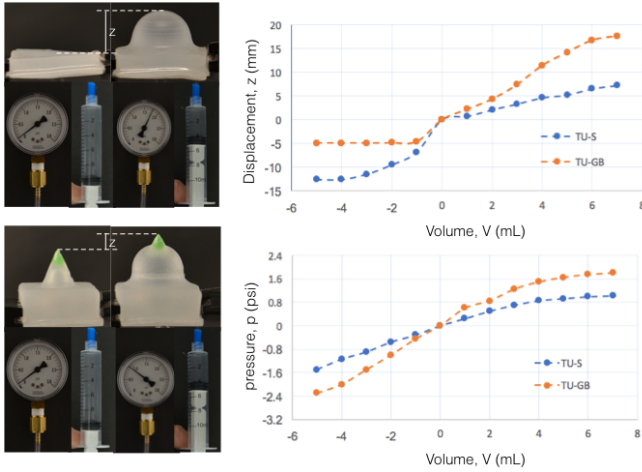 z
Displacement, z (mm)
20
15
10
5
0
-5
-10
-15
TU-S
TU-GB
-6 -4 -2 0 2 4 6 8
Volume, V (mL)
z
pressure, p (psi)
2.4
1.6
0.8
0
-0.8
-1.6
-2.4
-3.2
TU-S
TU-GB
-6 -4 -2 0 2 4 6 8
Volume, V (mL)